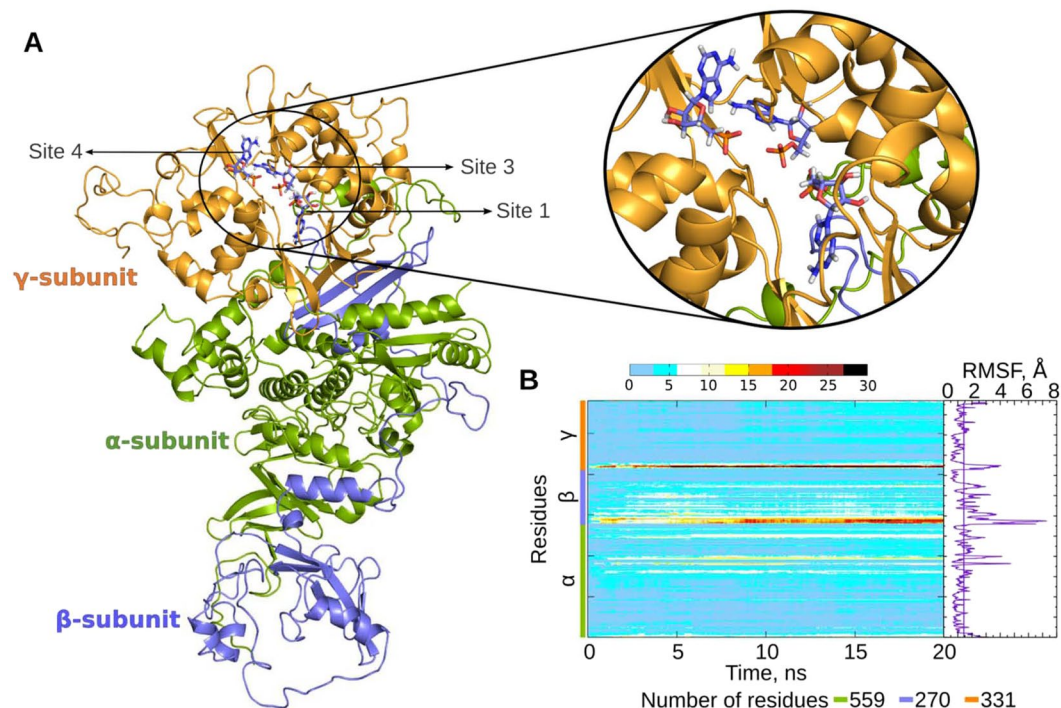 A
Site 4
Site 3
Site 1
γ-subunit
α-subunit
β-subunit
B
0 5 10 15 20 25 30
RMSF, Å
0 2 4 6 8
Residues
γ
β
α
0 5 10 15 20
Time, ns
Number of residues 559 270 331